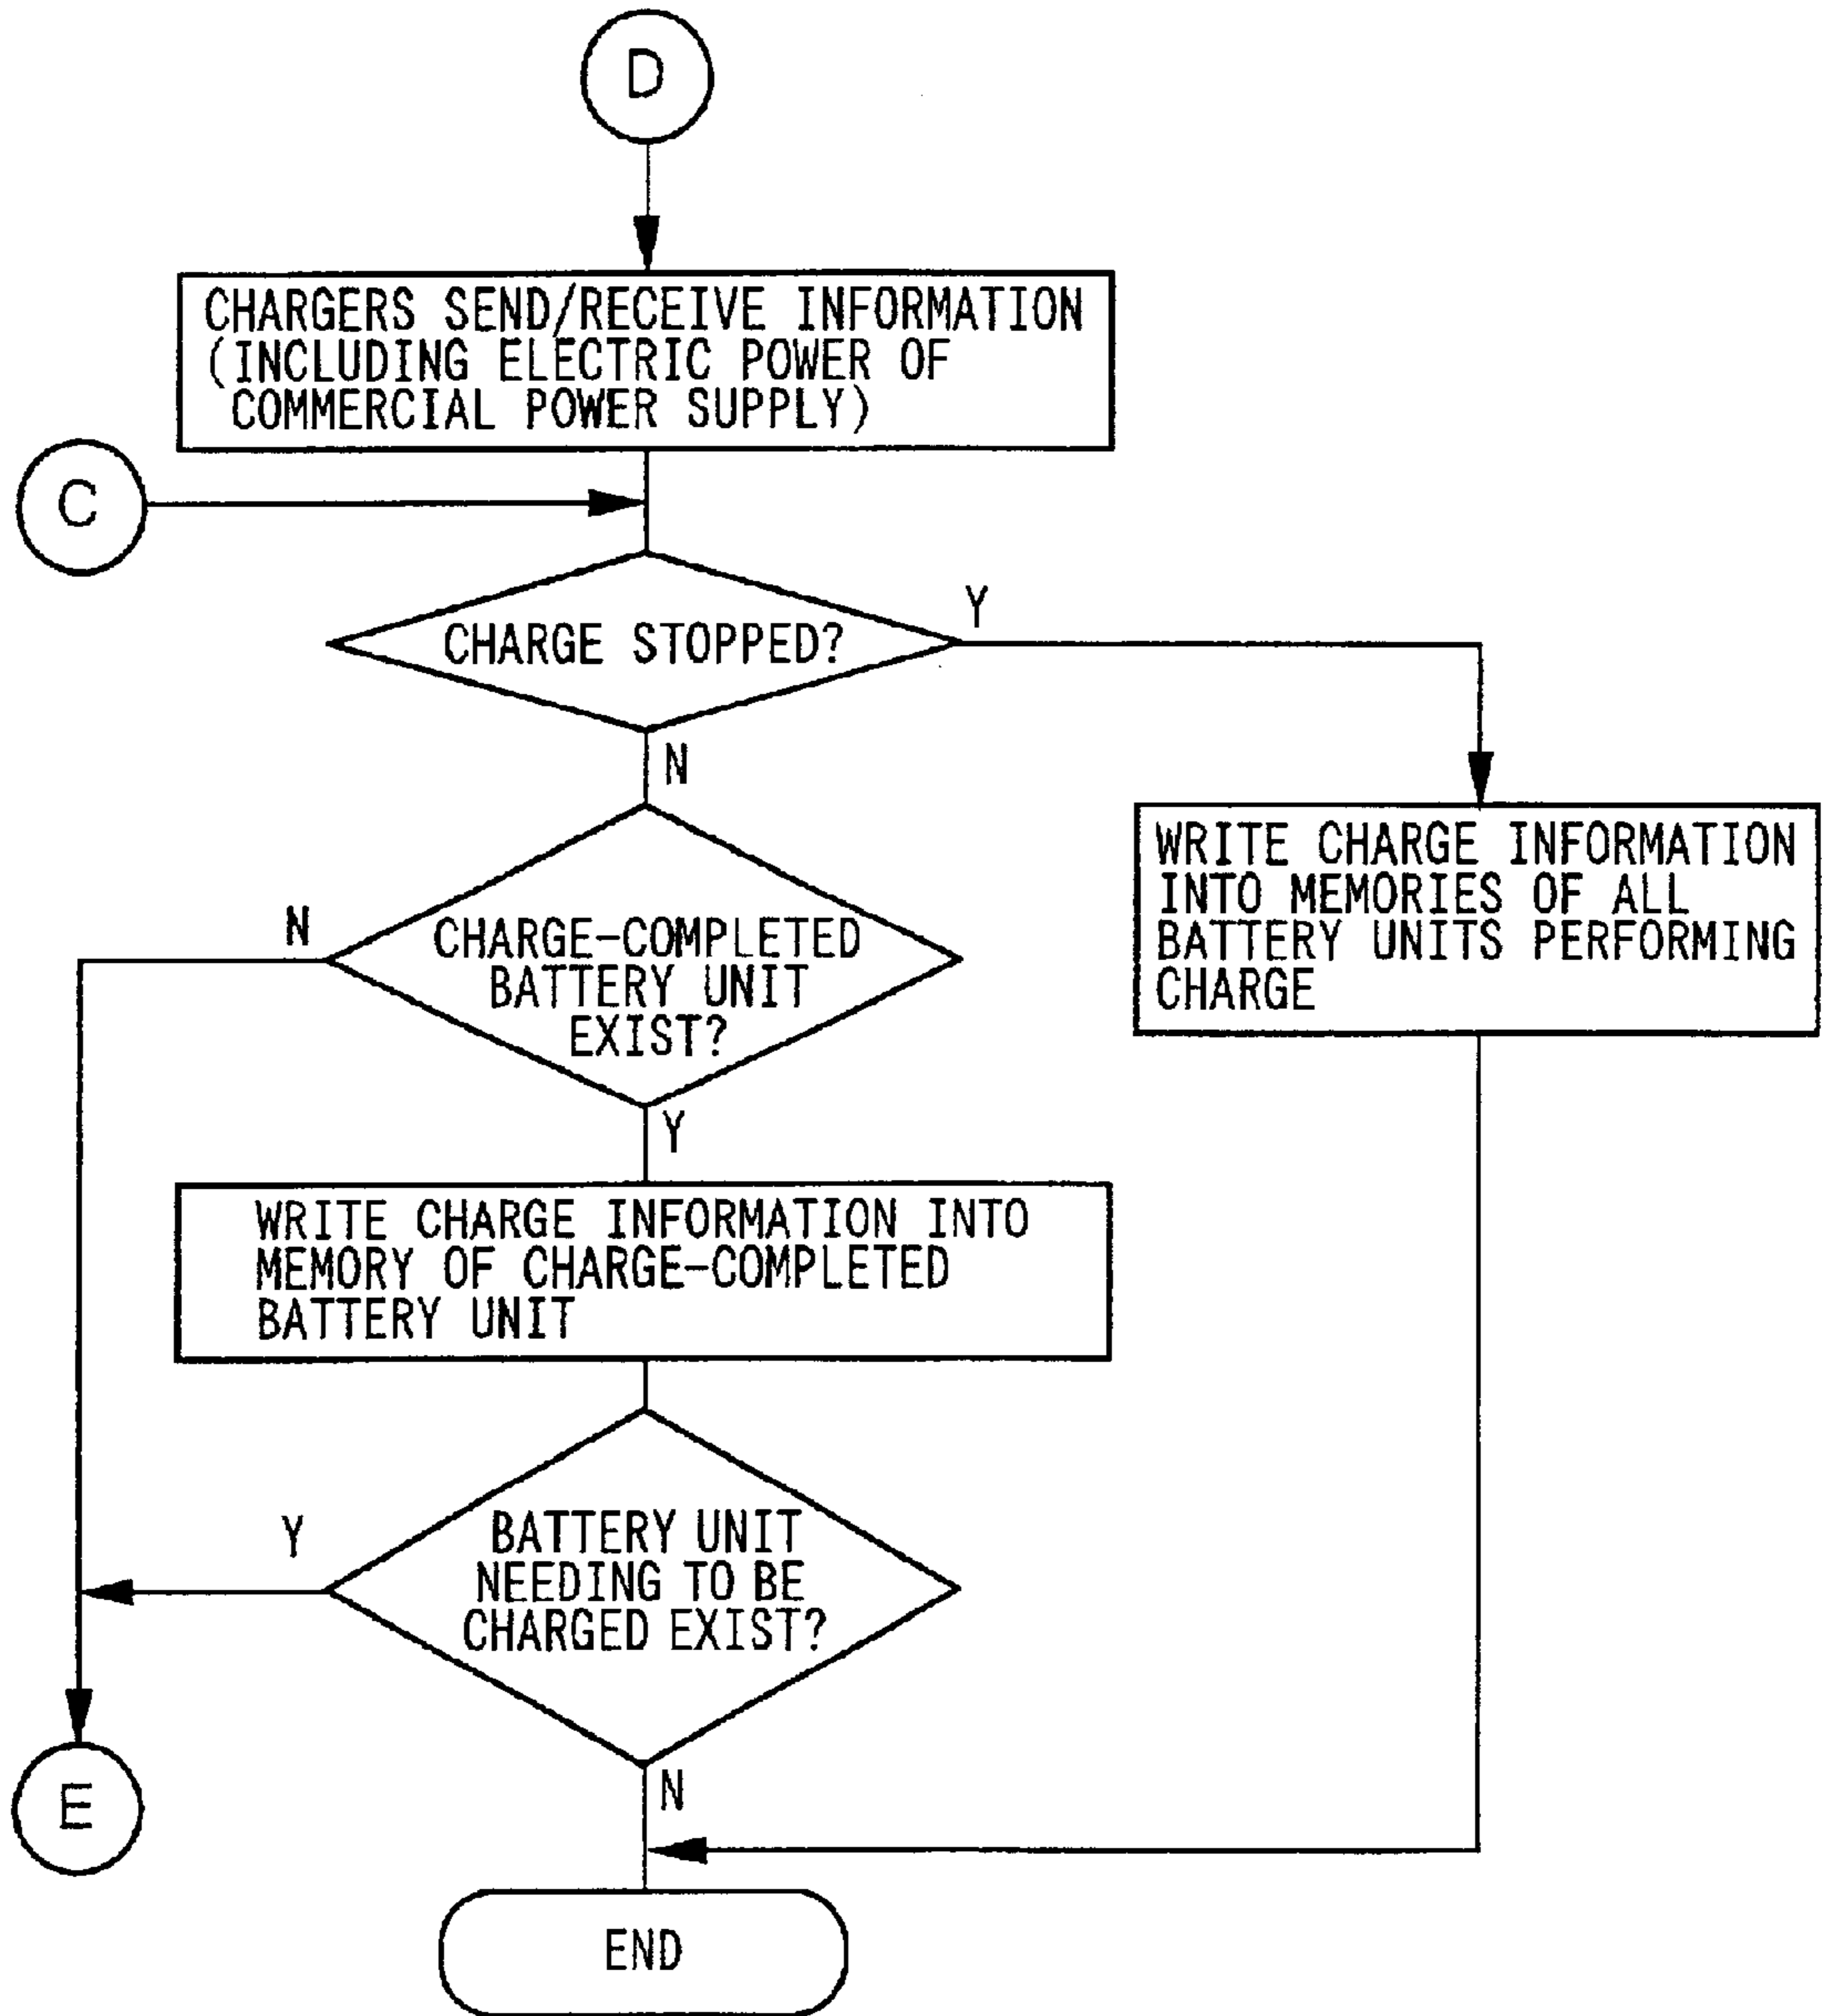 D
CHARGERS SEND/RECEIVE INFORMATION
(INCLUDING ELECTRIC POWER OF
COMMERCIAL POWER SUPPLY)
C
CHARGE STOPPED?
Y
N
WRITE CHARGE INFORMATION
INTO MEMORIES OF ALL
BATTERY UNITS PERFORMING
CHARGE
CHARGE-COMPLETED
BATTERY UNIT
EXIST?
N
Y
WRITE CHARGE INFORMATION INTO
MEMORY OF CHARGE-COMPLETED
BATTERY UNIT
BATTERY UNIT
NEEDING TO BE
CHARGED EXIST?
Y
N
E
END